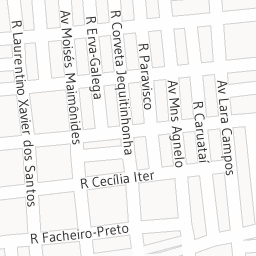 R Laurentino Xavier dos Santos
Av Moisés Maimônides
R Erva-Galega
R Corveta Jequitinhonha
R Paravisco
Av Mns Agnelo
R Caruataí
Av Lara Campos
R Cecília Iter
R Facheiro-Preto